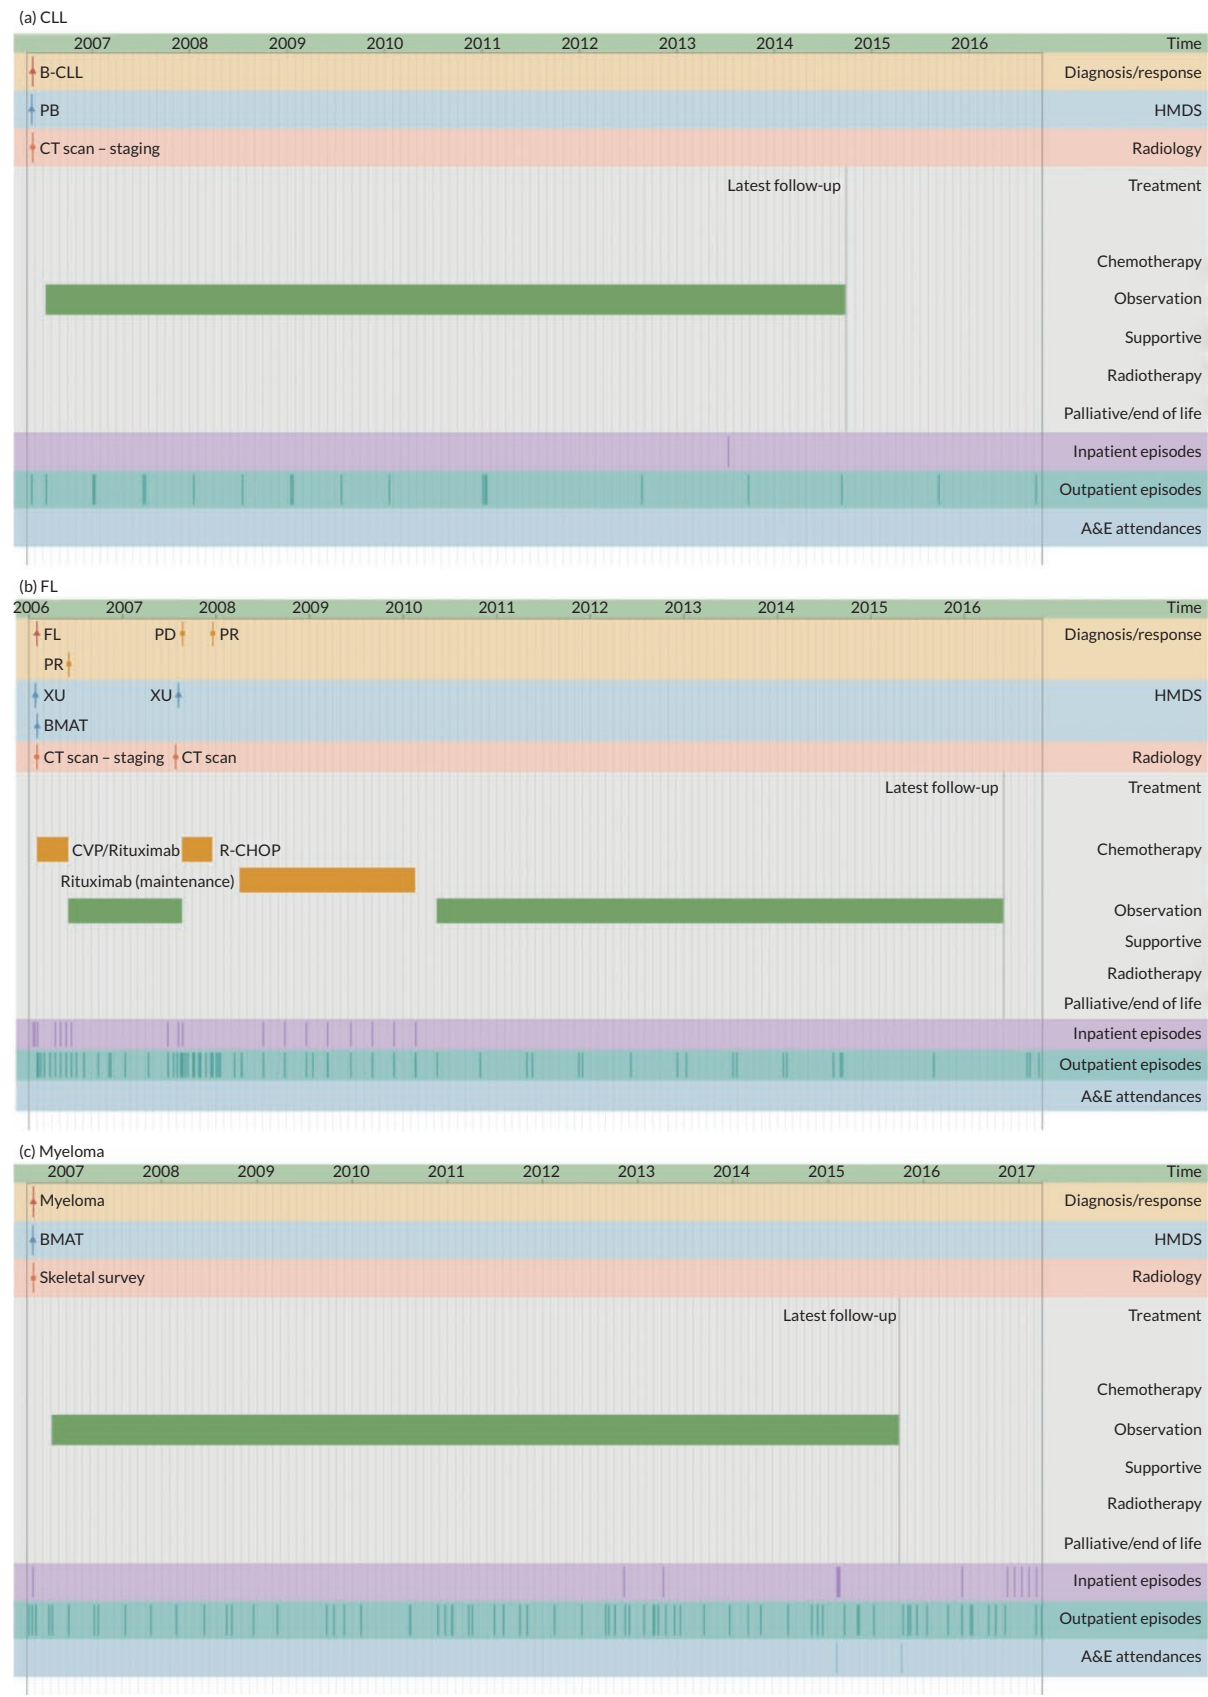 (a) CLL
2007 2008 2009 2010 2011 2012 2013 2014 2015 2016 Time
B-CLL Diagnosis/response
PB HMDS
CT scan – staging Radiology
Latest follow-up Treatment
Chemotherapy
Observation
Supportive
Radiotherapy
Palliative/end of life
Inpatient episodes
Outpatient episodes
A&E attendances
(b) FL
2006 2007 2008 2009 2010 2011 2012 2013 2014 2015 2016 Time
FL PD PR Diagnosis/response
PR
XU XU HMDS
BMAT
CT scan – staging CT scan Radiology
Latest follow-up Treatment
CVP/Rituximab R-CHOP Chemotherapy
Rituximab (maintenance)
Observation
Supportive
Radiotherapy
Palliative/end of life
Inpatient episodes
Outpatient episodes
A&E attendances
(c) Myeloma
2007 2008 2009 2010 2011 2012 2013 2014 2015 2016 2017 Time
Myeloma Diagnosis/response
BMAT HMDS
Skeletal survey Radiology
Latest follow-up Treatment
Chemotherapy
Observation
Supportive
Radiotherapy
Palliative/end of life
Inpatient episodes
Outpatient episodes
A&E attendances